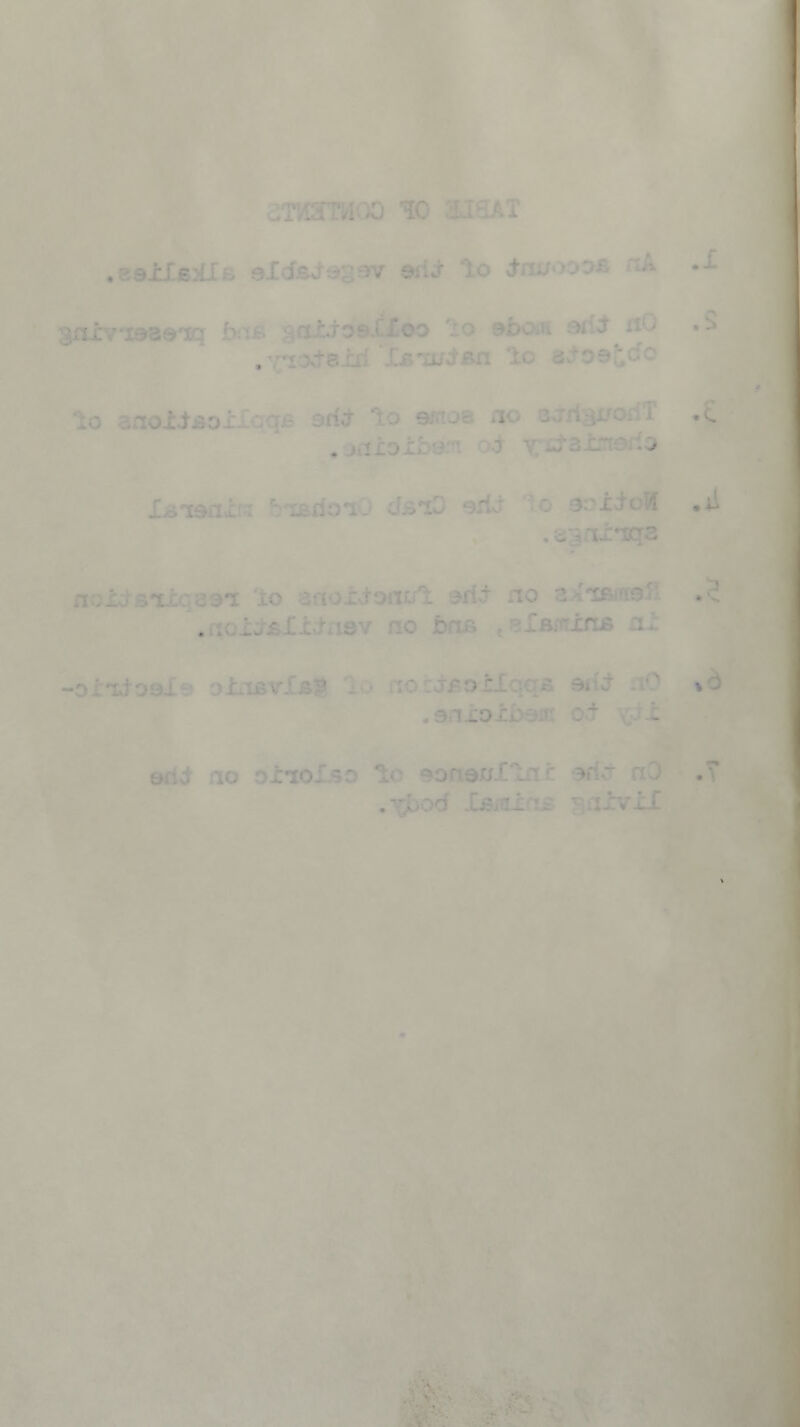 TABLE OF CONTENTS
1. An account of the vegetable alkalies.
2. On the mode of collecting and preserving
objects of natural history.
3. Thoughts on some of the applications of
chemistry to medicine.
4. Notice of the Crab Orchard mineral
springs.
5. Remarks on the functions of respiration
in animals, and on ventilation.
6. On the application of galvanic electric-
ity to medicine.
7. On the influence of caloric on the
living animal body.